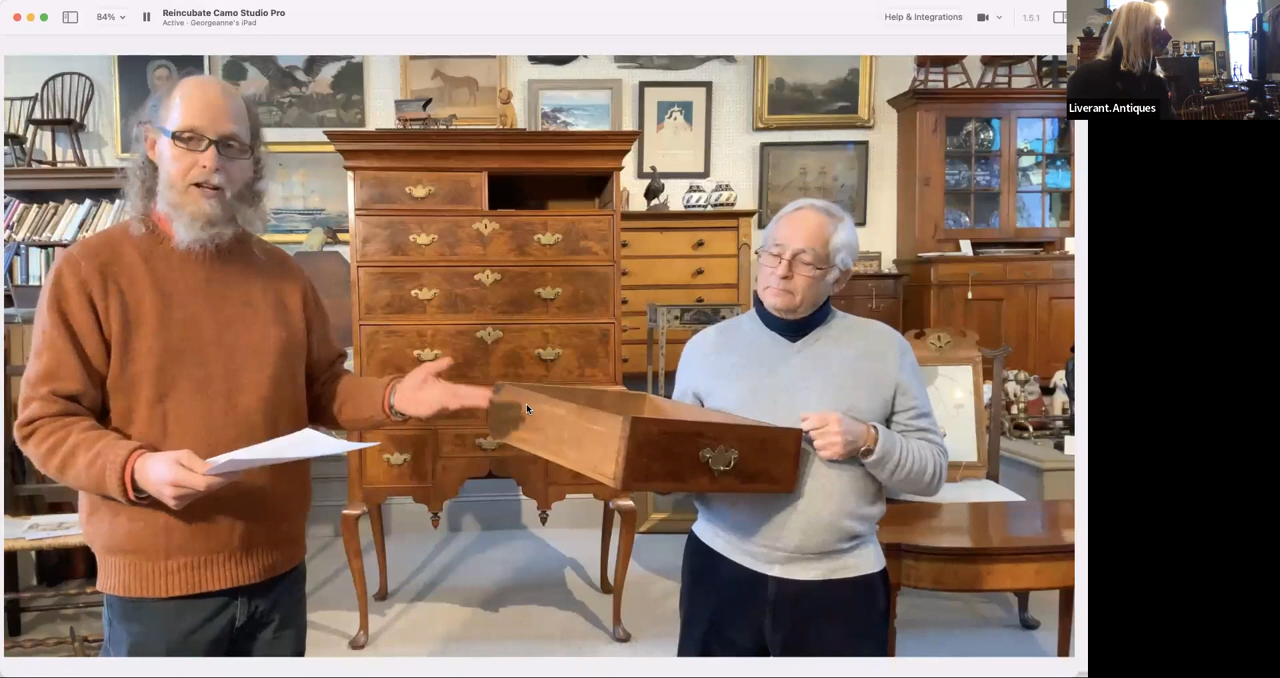 84%
Reincubate Camo Studio Pro
Active · Georgeanne's iPad
Help & Integrations
1.5.1
Liverant.Antiques